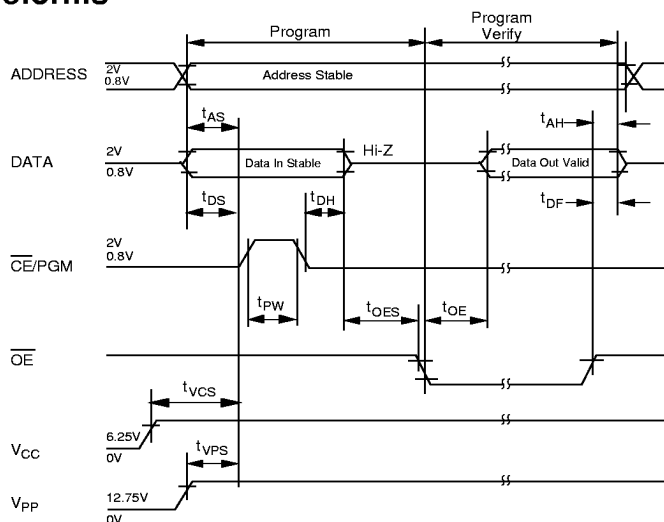 Program
Program
Verify
ADDRESS
2V
0.8V
Address Stable
tAS
tAH
DATA
2V
0.8V
Data In Stable
Hi-Z
Data Out Valid
tDS
tDH
tDF
CE/PGM
2V
0.8V
tPW
tOES
tOE
OE
tVCS
VCC
6.25V
0V
tVPS
VPP
12.75V
0V